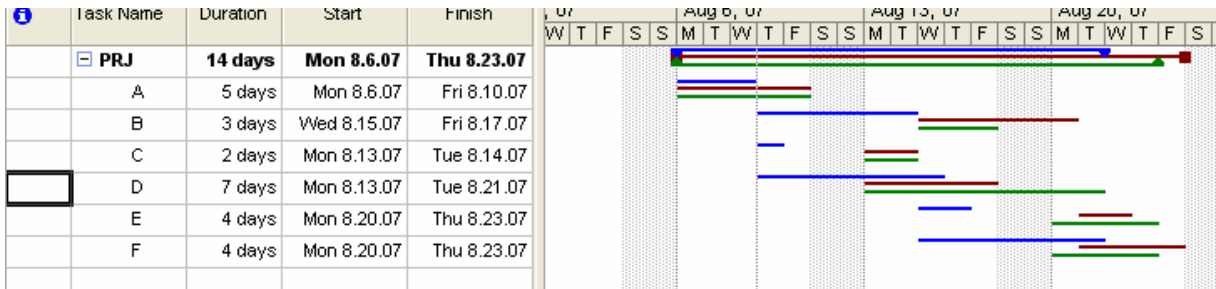 Task Name Duration Start Finish , 07 Aug 6, 07 Aug 13, 07 Aug 20, 07
W T F S S M T W T F S S M T W T F S S M T W T F S
PRJ 14 days Mon 8.6.07 Thu 8.23.07
A 5 days Mon 8.6.07 Fri 8.10.07
B 3 days Wed 8.15.07 Fri 8.17.07
C 2 days Mon 8.13.07 Tue 8.14.07
D 7 days Mon 8.13.07 Tue 8.21.07
E 4 days Mon 8.20.07 Thu 8.23.07
F 4 days Mon 8.20.07 Thu 8.23.07